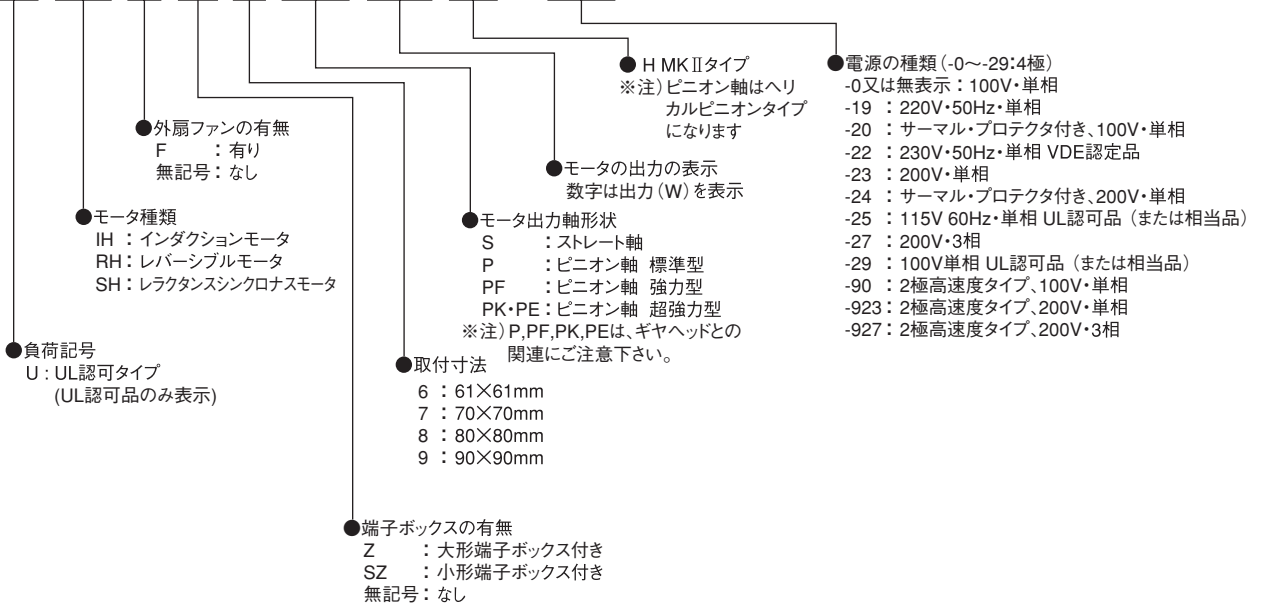 ●負荷記号
U：UL認可タイプ
(UL認可品のみ表示)
●モータ種類
IH ：インダクションモータ
RH：レバーシブルモータ
SH：レラクタンスシンクロナスモータ
●外扇ファンの有無
F ：有り
無記号：なし
●端子ボックスの有無
Z ：大形端子ボックス付き
SZ ：小形端子ボックス付き
無記号：なし
●取付寸法
6 ：61×61mm
7 ：70×70mm
8 ：80×80mm
9 ：90×90mm
●モータ出力軸形状
S ：ストレート軸
P ：ピニオン軸 標準型
PF ：ピニオン軸 強力型
PK・PE：ピニオン軸 超強力型
※注）P,PF,PK,PEは、ギヤヘッドとの
関連にご注意下さい。
●モータの出力の表示
数字は出力（W）を表示
●H MKⅡタイプ
※注）ピニオン軸はヘリ
カルピニオンタイプ
になります
●電源の種類（-0〜-29:4極）
-0又は無表示：100V・単相
-19 ：220V・50Hz・単相
-20 ：サーマル・プロテクタ付き、100V・単相
-22 ：230V・50Hz・単相 VDE認定品
-23 ：200V・単相
-24 ：サーマル・プロテクタ付き、200V・単相
-25 ：115V 60Hz・単相 UL認可品（または相当品）
-27 ：200V・3相
-29 ：100V単相 UL認可品（または相当品）
-90 ：2極高速度タイプ、100V・単相
-923：2極高速度タイプ、200V・単相
-927：2極高速度タイプ、200V・3相